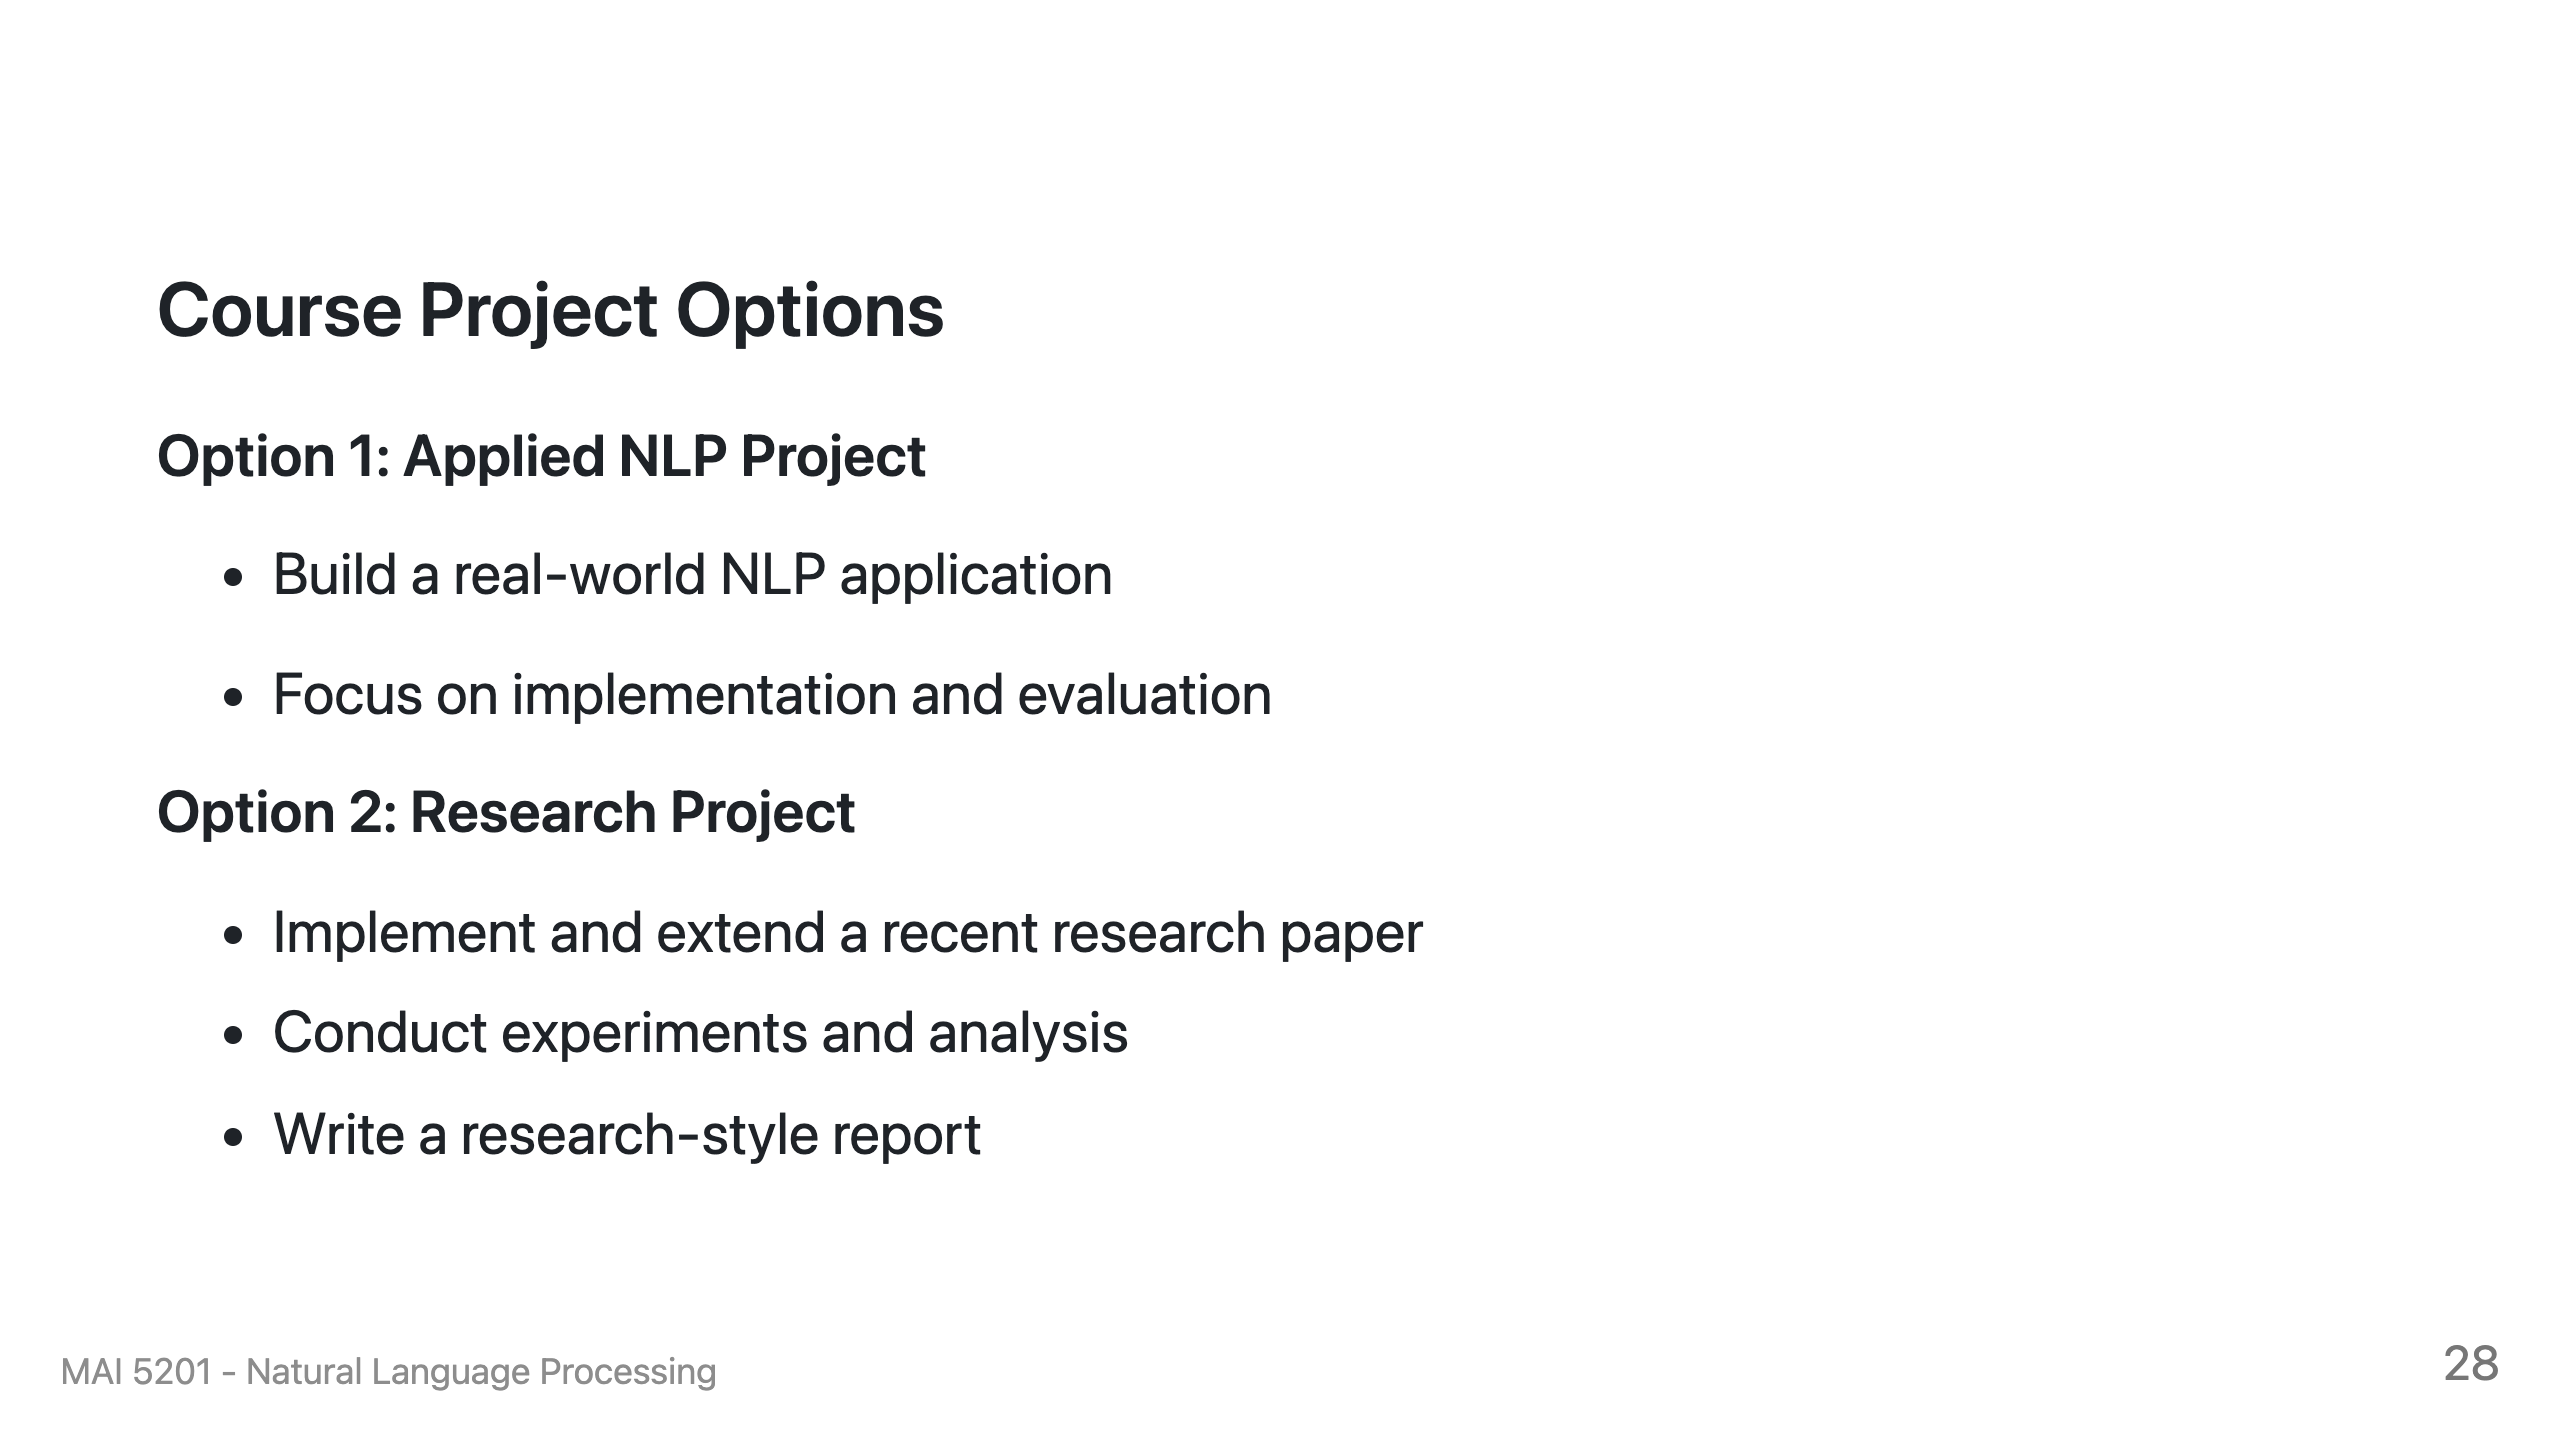 Course Project Options
Option 1: Applied NLP Project
• Build a real-world NLP application
• Focus on implementation and evaluation
Option 2: Research Project
• Implement and extend a recent research paper
• Conduct experiments and analysis
• Write a research-style report
MAI 5201 - Natural Language Processing
28